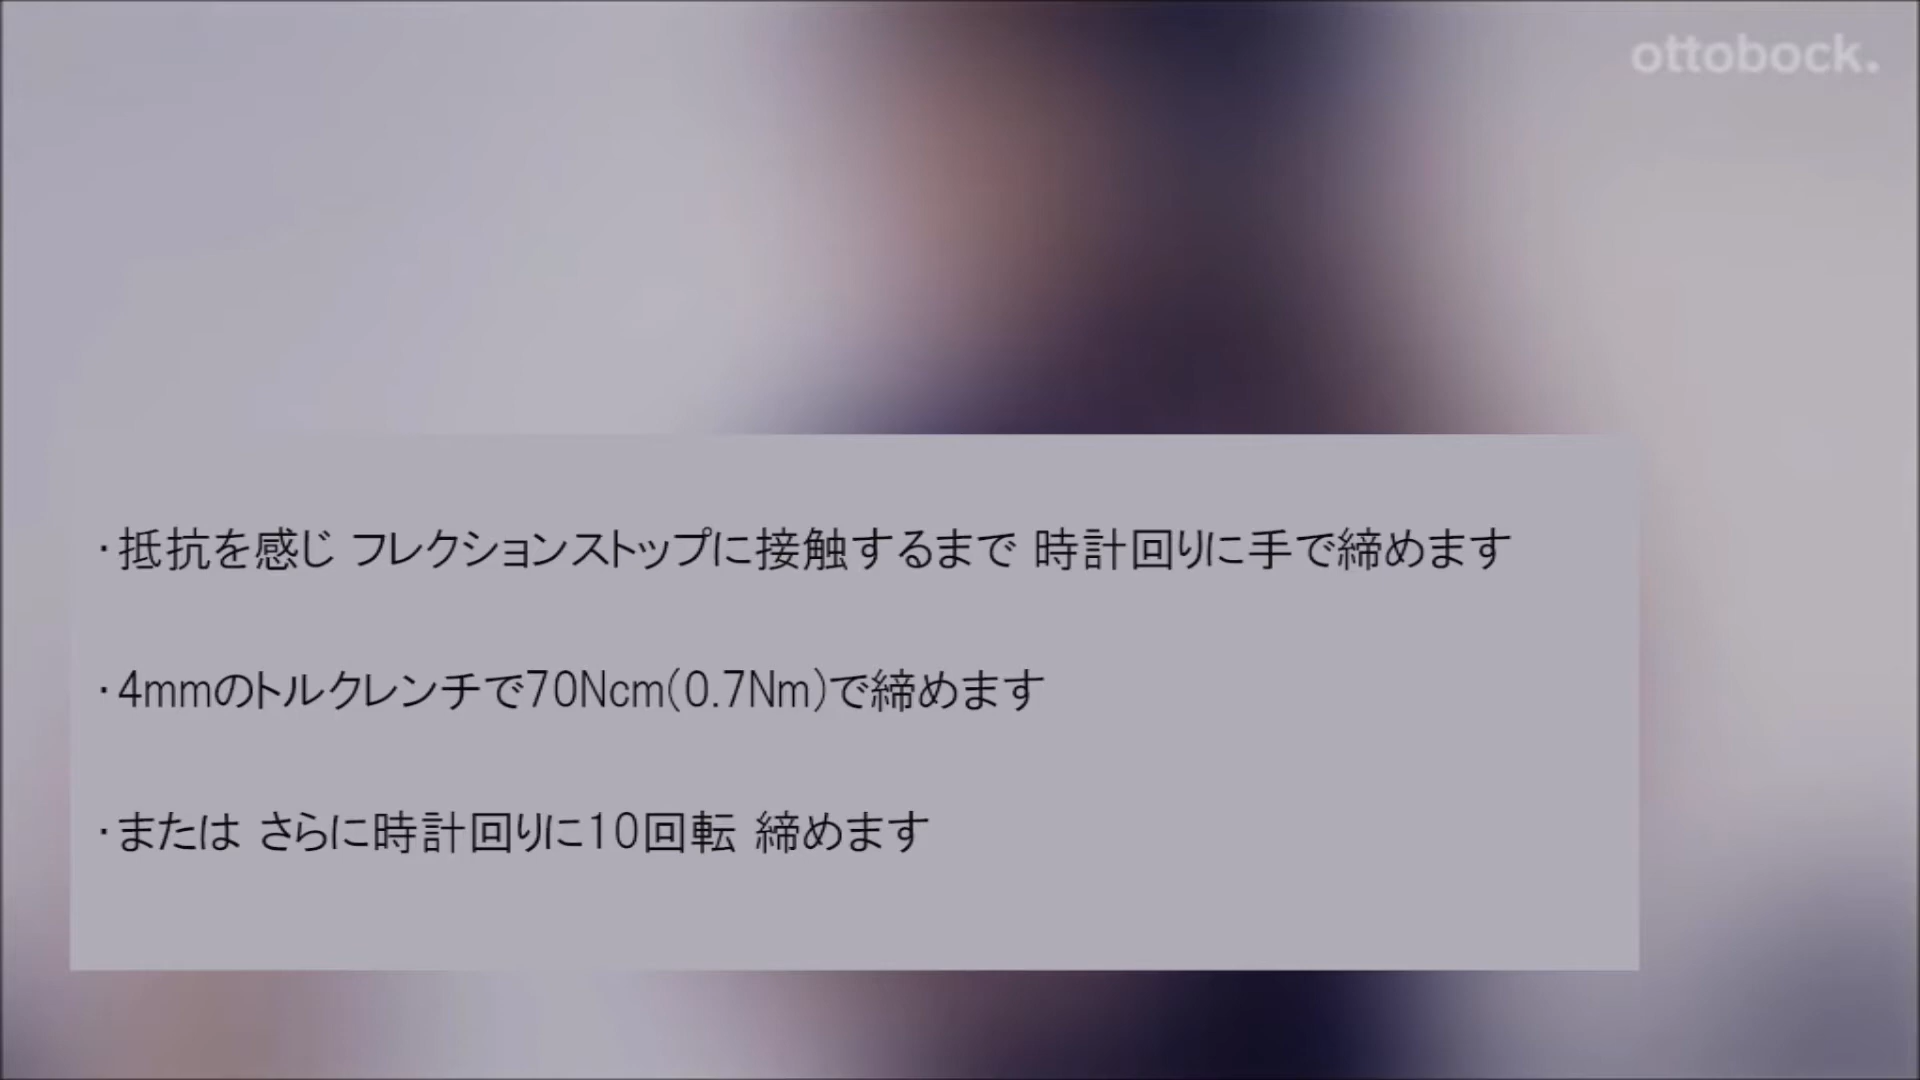 ottobock.
・抵抗を感じ フレクションストップに接触するまで 時計回りに手で締めます
・4mmのトルクレンチで70Ncm(0.7Nm)で締めます
・または さらに時計回りに10回転 締めます